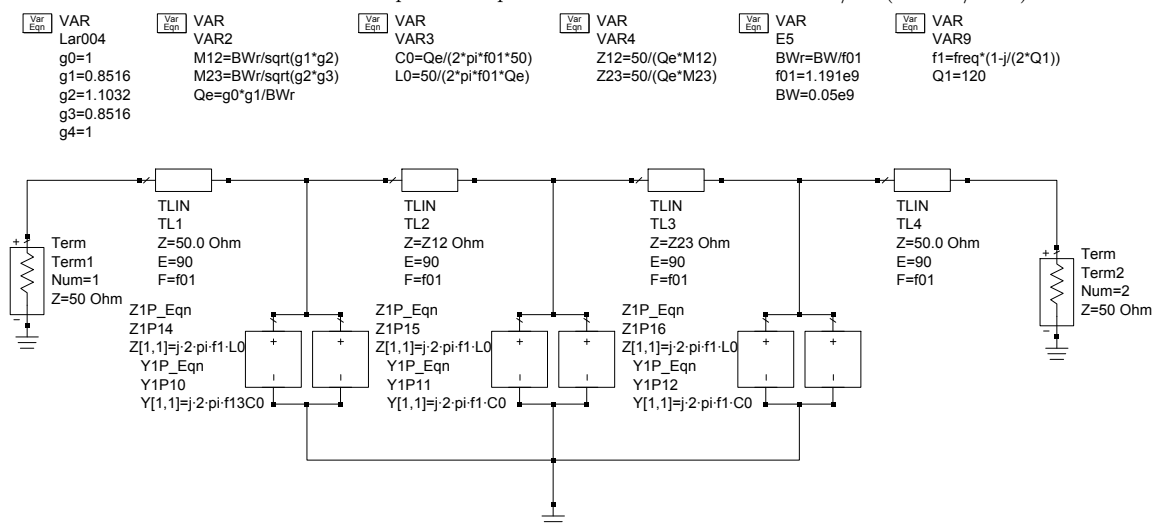 Var Eqn VAR
Lar004
g0=1
g1=0.8516
g2=1.1032
g3=0.8516
g4=1
Var Eqn VAR
VAR2
M12=BWr/sqrt(g1*g2)
M23=BWr/sqrt(g2*g3)
Qe=g0*g1/BWr
Var Eqn VAR
VAR3
C0=Qe/(2*pi*f01*50)
L0=50/(2*pi*f01*Qe)
Var Eqn VAR
VAR4
Z12=50/(Qe*M12)
Z23=50/(Qe*M23)
Var Eqn VAR
E5
BWr=BW/f01
f01=1.191e9
BW=0.05e9
Var Eqn VAR
VAR9
f1=freq*(1-j/(2*Q1))
Q1=120
TLIN
TL1
Z=50.0 Ohm
E=90
F=f01
TLIN
TL2
Z=Z12 Ohm
E=90
F=f01
TLIN
TL3
Z=Z23 Ohm
E=90
F=f01
TLIN
TL4
Z=50.0 Ohm
E=90
F=f01
Term
Term1
Num=1
Z=50 Ohm
Term
Term2
Num=2
Z=50 Ohm
Z1P_Eqn
Z1P14
Z[1,1]=j·2·pi·f1·L0
Y1P_Eqn
Y1P10
Y[1,1]=j·2·pi·f13C0
Z1P_Eqn
Z1P15
Z[1,1]=j·2·pi·f1·L0
Y1P_Eqn
Y1P11
Y[1,1]=j·2·pi·f1·C0
Z1P_Eqn
Z1P16
Z[1,1]=j·2·pi·f1·L0
Y1P_Eqn
Y1P12
Y[1,1]=j·2·pi·f1·C0